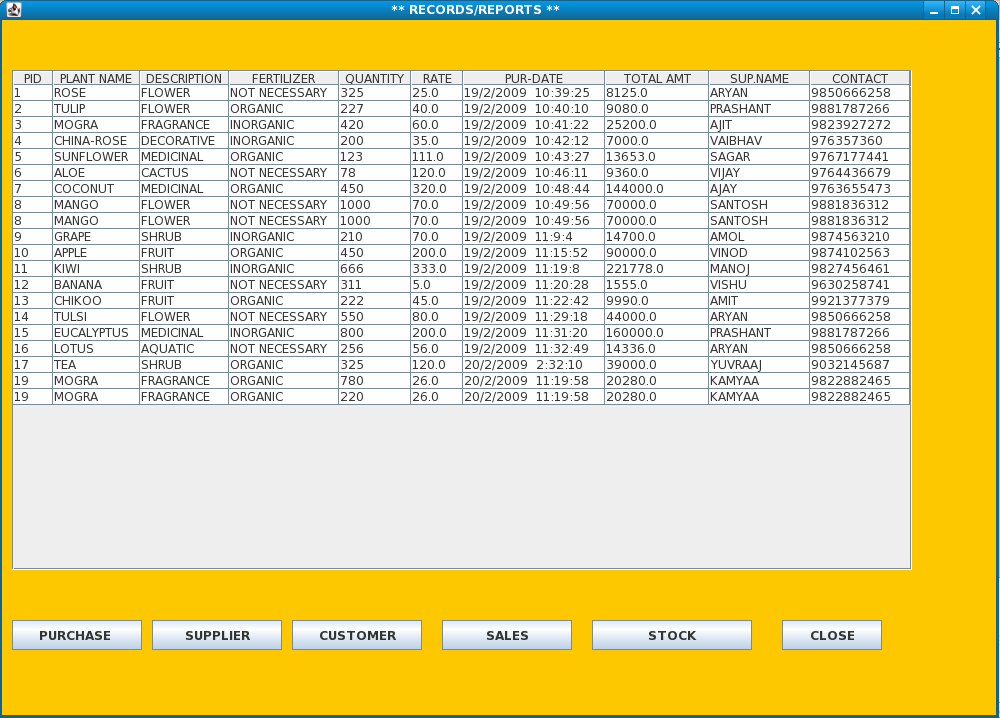 ** RECORDS/REPORTS **
PID PLANT NAME DESCRIPTION FERTILIZER QUANTITY RATE PUR-DATE TOTAL AMT SUP.NAME CONTACT
1 ROSE FLOWER NOT NECESSARY 325 25.0 19/2/2009 10:39:25 8125.0 ARYAN 9850666258
2 TULIP FLOWER ORGANIC 227 40.0 19/2/2009 10:40:10 9080.0 PRASHANT 9881787266
3 MOGRA FRAGRANCE INORGANIC 420 60.0 19/2/2009 10:41:22 25200.0 AJIT 9823927272
4 CHINA-ROSE DECORATIVE INORGANIC 200 35.0 19/2/2009 10:42:12 7000.0 VAIBHAV 976357360
5 SUNFLOWER MEDICINAL ORGANIC 123 111.0 19/2/2009 10:43:27 13653.0 SAGAR 9767177441
6 ALOE CACTUS NOT NECESSARY 78 120.0 19/2/2009 10:46:11 9360.0 VIJAY 9764436679
7 COCONUT MEDICINAL ORGANIC 450 320.0 19/2/2009 10:48:44 144000.0 AJAY 9763655473
8 MANGO FLOWER NOT NECESSARY 1000 70.0 19/2/2009 10:49:56 70000.0 SANTOSH 9881836312
8 MANGO FLOWER NOT NECESSARY 1000 70.0 19/2/2009 10:49:56 70000.0 SANTOSH 9881836312
9 GRAPE SHRUB INORGANIC 210 70.0 19/2/2009 11:9:4 14700.0 AMOL 9874563210
10 APPLE FRUIT ORGANIC 450 200.0 19/2/2009 11:15:52 90000.0 VINOD 9874102563
11 KIWI SHRUB INORGANIC 666 333.0 19/2/2009 11:19:8 221778.0 MANOJ 9827456461
12 BANANA FRUIT NOT NECESSARY 311 5.0 19/2/2009 11:20:28 1555.0 VISHU 9630258741
13 CHIKOO FRUIT ORGANIC 222 45.0 19/2/2009 11:22:42 9990.0 AMIT 9921377379
14 TULSI FLOWER NOT NECESSARY 550 80.0 19/2/2009 11:29:18 44000.0 ARYAN 9850666258
15 EUCALYPTUS MEDICINAL INORGANIC 800 200.0 19/2/2009 11:31:20 160000.0 PRASHANT 9881787266
16 LOTUS AQUATIC NOT NECESSARY 256 56.0 19/2/2009 11:32:49 14336.0 ARYAN 9850666258
17 TEA SHRUB ORGANIC 325 120.0 20/2/2009 2:32:10 39000.0 YUVRAAJ 9032145687
19 MOGRA FRAGRANCE ORGANIC 780 26.0 20/2/2009 11:19:58 20280.0 KAMYAA 9822882465
19 MOGRA FRAGRANCE ORGANIC 220 26.0 20/2/2009 11:19:58 20280.0 KAMYAA 9822882465
PURCHASE SUPPLIER CUSTOMER SALES STOCK CLOSE